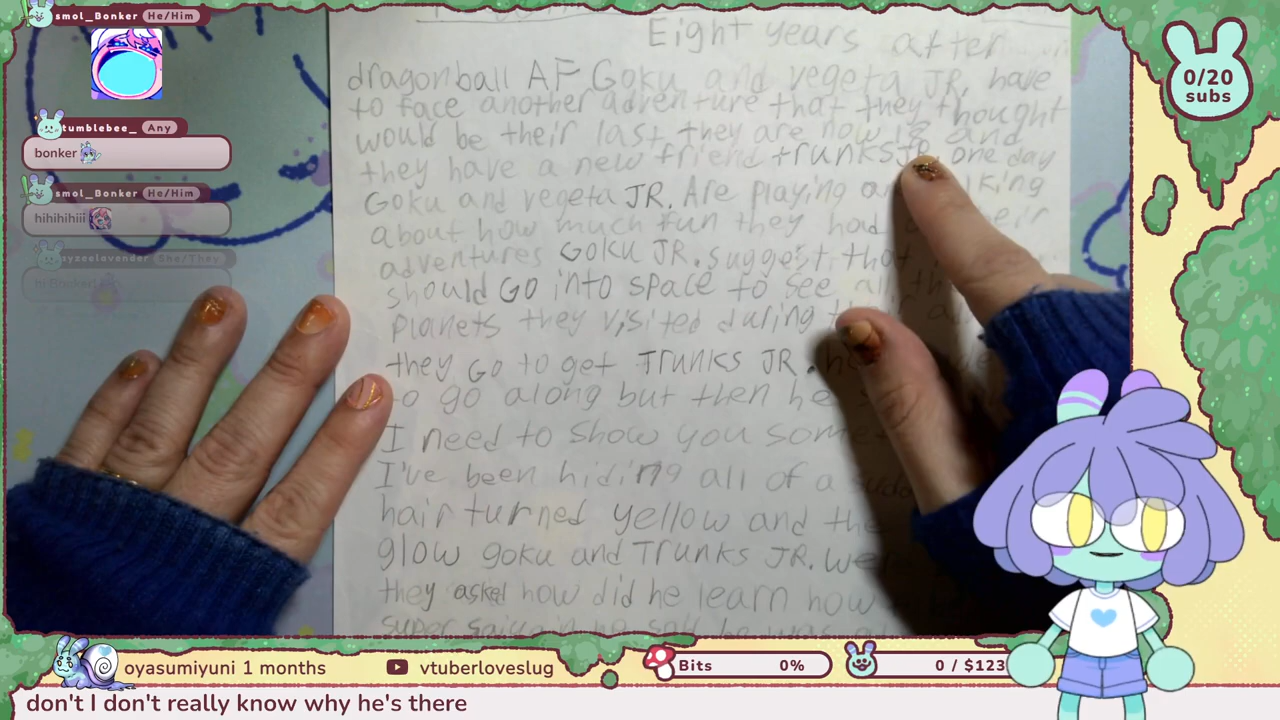 smol_Bonker He/Him
tumblebee_ Any
bonker
smol_Bonker He/Him
hihihihiii
ayzeelavender She/They
0/20
subs
Eight years after
dragonball AF Goku and vegeta JR. have
to face another adventure that they thought
would be their last they are now 18 and
they have a new friend trunks JR. one day
Goku and vegeta JR. Are playing
about how much fun they had
adventures GOKU JR. suggest that
should GO into space to see all
planets they visited during
they GO to get TRUNKS JR.
to go along but then he
I need to show you some
I've been hiding all of a
hair turned yellow and the
glow goku and Trunks JR.
they asked how did he learn how
super saiyain he
oyasumiyuni 1 months
vtuberloveslug
Bits 0%
0 / $123
don't I don't really know why he's there